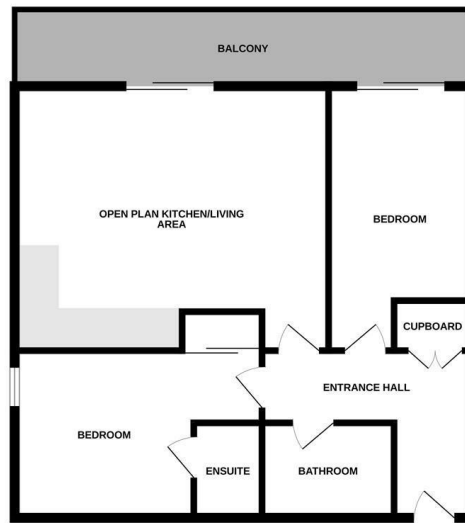 BALCONY
OPEN PLAN KITCHEN/LIVING
AREA
BEDROOM
CUPBOARD
ENTRANCE HALL
BEDROOM
ENSUITE
BATHROOM